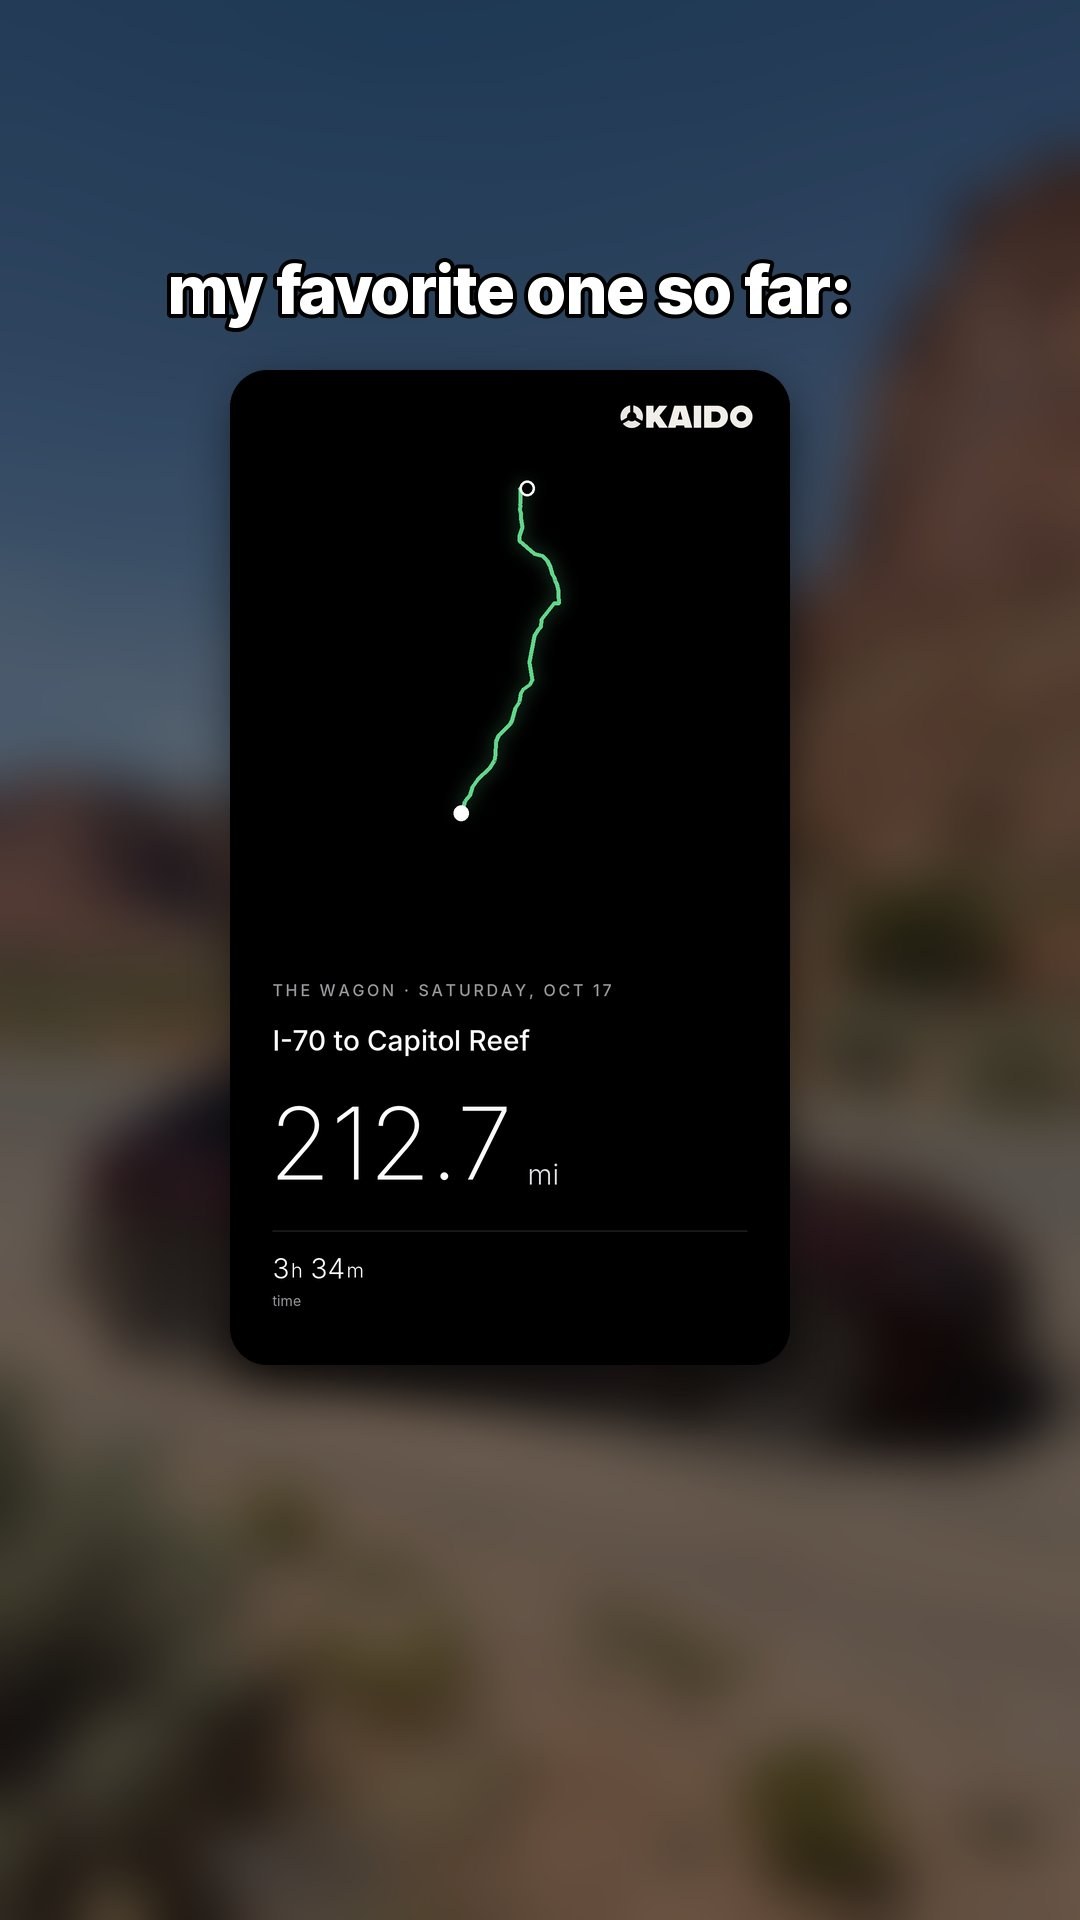 my favorite one so far:
KAIDO
THE WAGON · SATURDAY, OCT 17
I-70 to Capitol Reef
212.7 mi
3h 34m
time